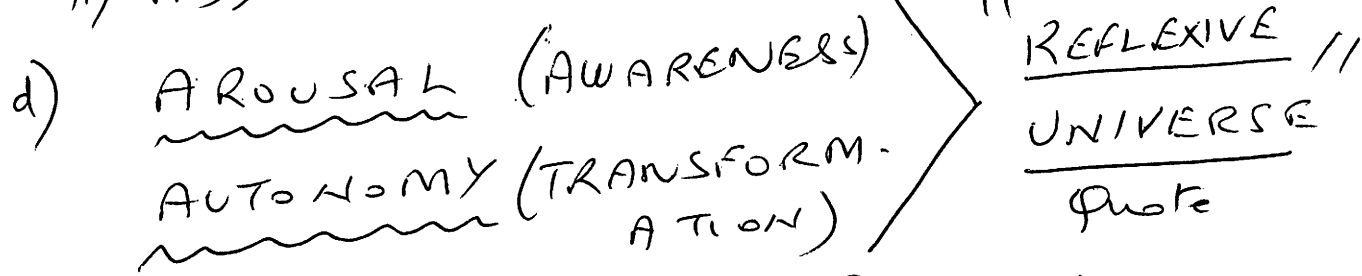 d) AROUSAL (AWARENESS) "REFLEXIVE //
UNIVERSE
AUTONOMY (TRANSFORM-
ATION) Quote